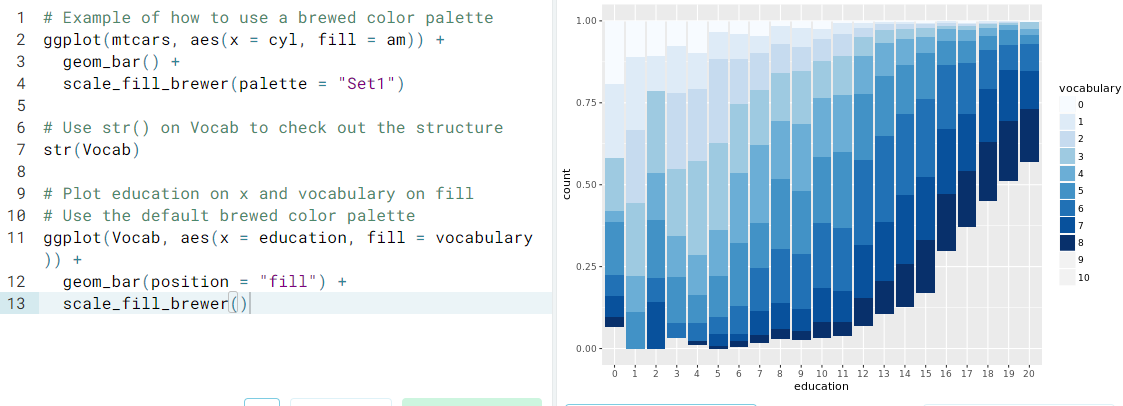 1 # Example of how to use a brewed color palette
2 ggplot(mtcars, aes(x = cyl, fill = am)) +
3   geom_bar() +
4   scale_fill_brewer(palette = "Set1")
5
6 # Use str() on Vocab to check out the structure
7 str(Vocab)
8
9 # Plot education on x and vocabulary on fill
10 # Use the default brewed color palette
11 ggplot(Vocab, aes(x = education, fill = vocabulary
)) +
12   geom_bar(position = "fill") +
13   scale_fill_brewer()
1.00
0.75
0.50
0.25
0.00
count
0 1 2 3 4 5 6 7 8 9 10 11 12 13 14 15 16 17 18 19 20
education
vocabulary
0
1
2
3
4
5
6
7
8
9
10